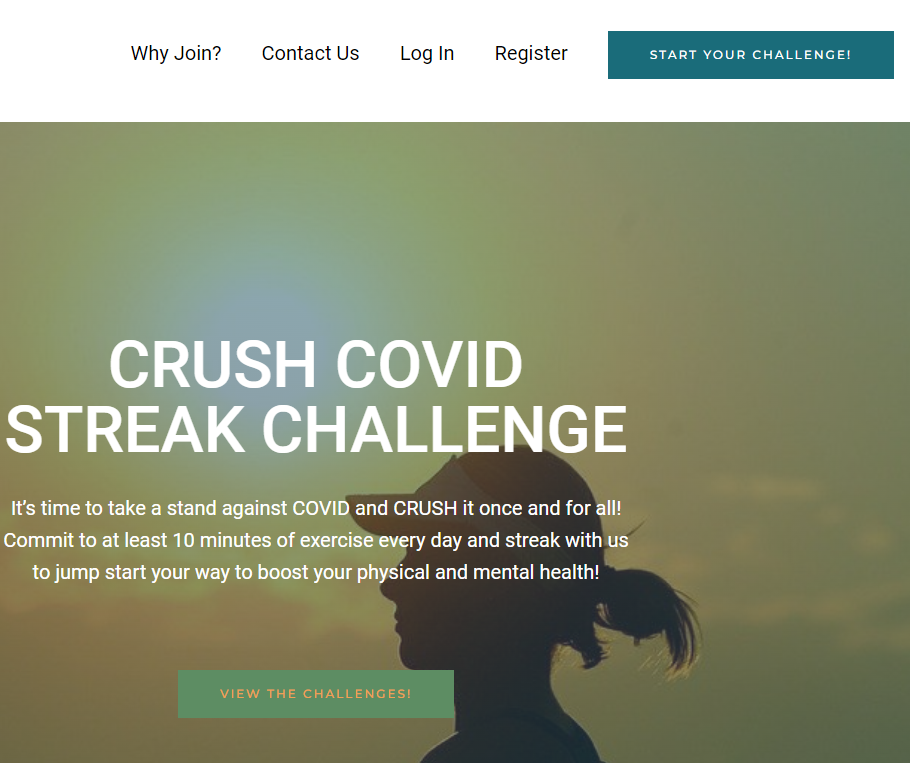 Why Join? Contact Us Log In Register START YOUR CHALLENGE!
CRUSH COVID
STREAK CHALLENGE
It’s time to take a stand against COVID and CRUSH it once and for all!
Commit to at least 10 minutes of exercise every day and streak with us
to jump start your way to boost your physical and mental health!
VIEW THE CHALLENGES!